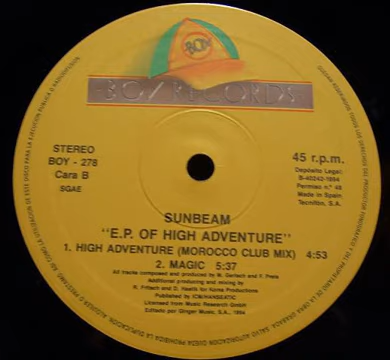 BOY
BOY RECORDS
STEREO
BOY - 278
Cara B
SGAE
45 r.p.m.
Depósito Legal:
B-40242-1994
Permiso nº 48
Made in Spain
Tecnifón, S.A.
SUNBEAM
"E.P. OF HIGH ADVENTURE"
1. HIGH ADVENTURE (MOROCCO CLUB MIX) 4:53
2. MAGIC 5:37
All tracks composed and produced by M. Gerlach and F. Preis
Additional producing and mixing by
R. Fritsch and D. Hawlik for Korea Productions
Published by ICM/HANSEATIC
Licensed from Music Research GmbH
Editado por Ginger Music, S.A., 1994